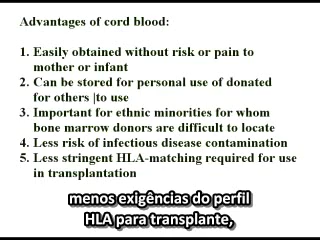 Advantages of cord blood:
1. Easily obtained without risk or pain to
mother or infant
2. Can be stored for personal use of donated
for others |to use
3. Important for ethnic minorities for whom
bone marrow donors are difficult to locate
4. Less risk of infectious disease contamination
5. Less stringent HLA-matching required for use
in transplantation
menos exigências do perfil
HLA para transplante,